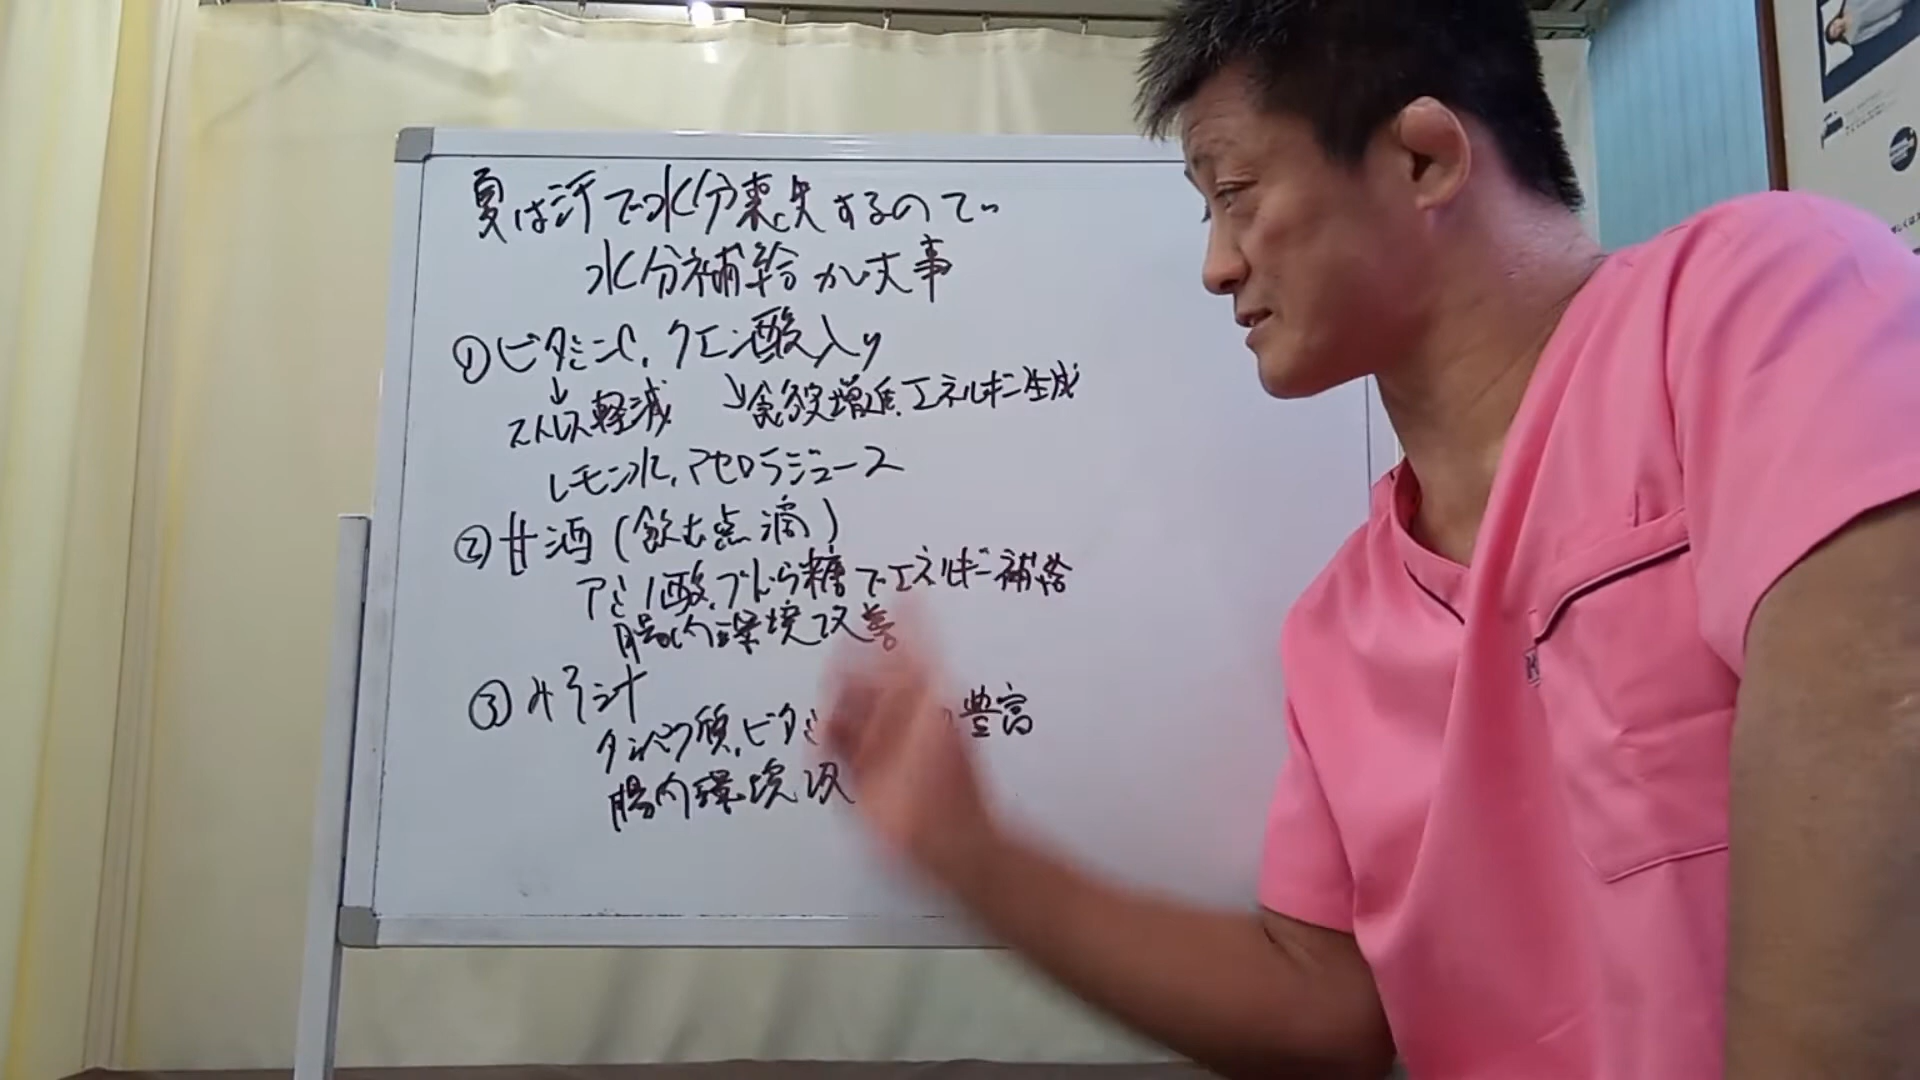 夏は汗で水分喪失するので
水分補給が大事
①ビタミンC、クエン酸入り
↓ ↓食欲増進、エネルギー生成
ストレス軽減
レモン水、アセロラジュース
②甘酒(飲む点滴)
アミノ酸、ブドウ糖でエネルギー補給
腸内環境改善
③みそ汁
タンパク質、ビタミ 豊富
腸内環境改